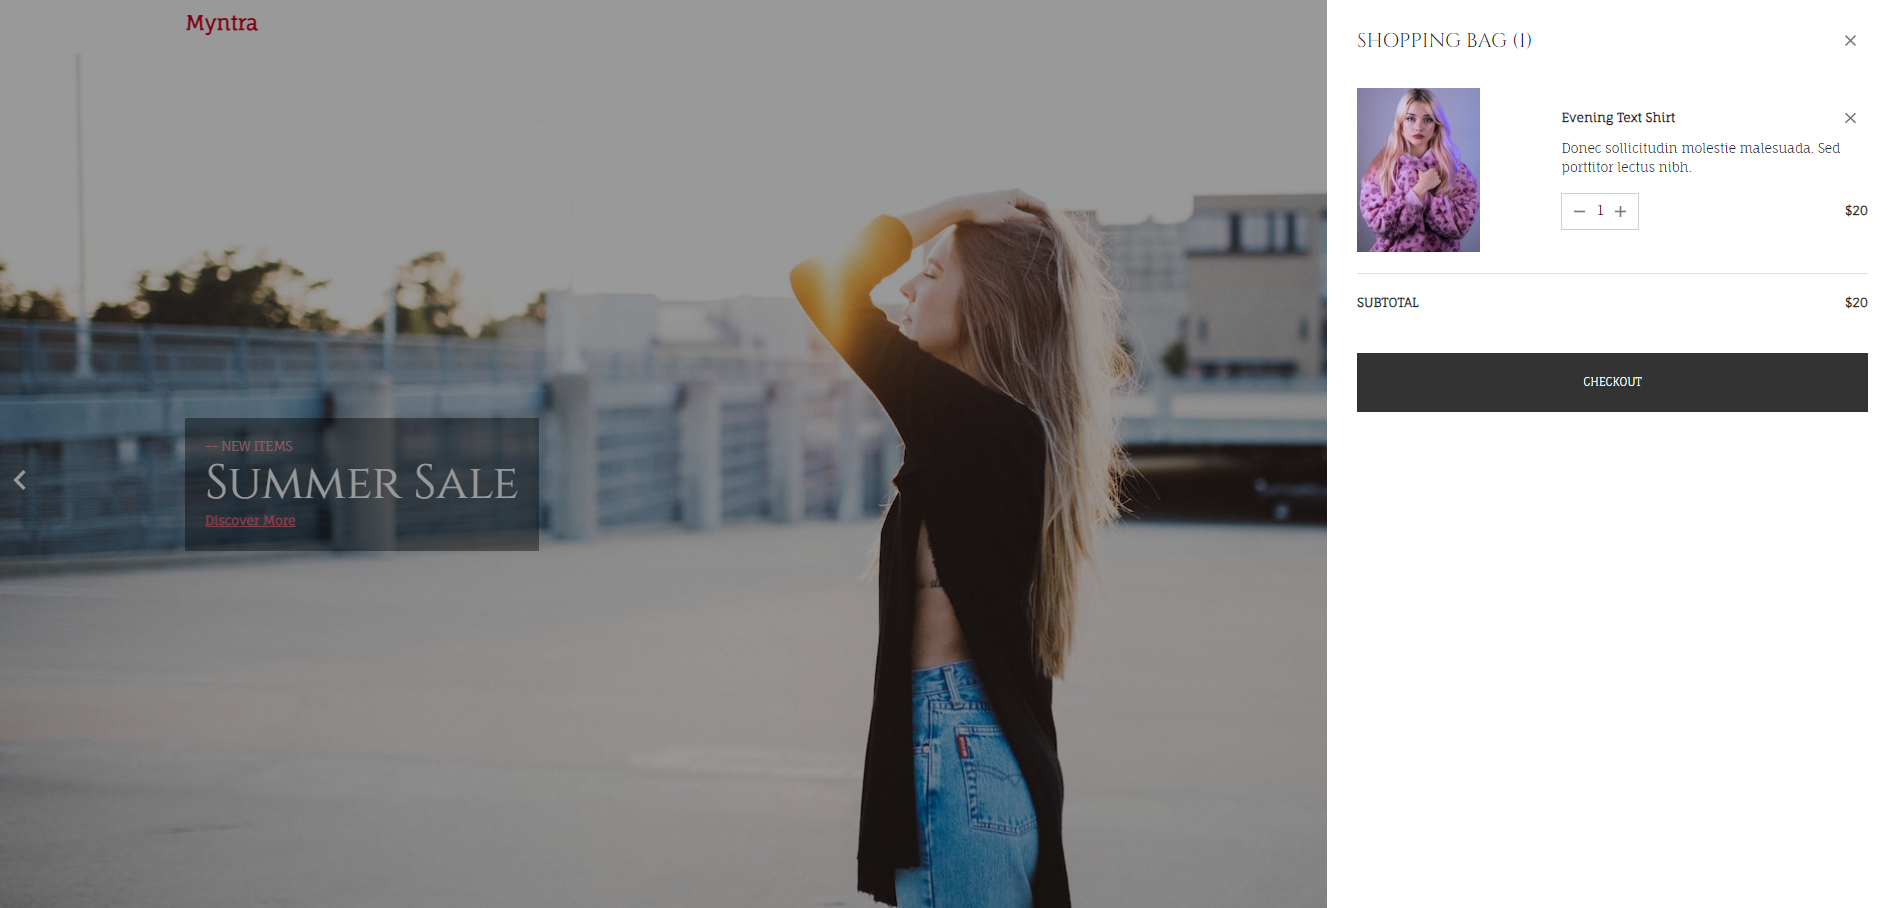 Myntra
— NEW ITEMS
SUMMER SALE
Discover More
SHOPPING BAG (1)
Evening Text Shirt
Donec sollicitudin molestie malesuada. Sed
porttitor lectus nibh.
1
$20
SUBTOTAL
$20
CHECKOUT